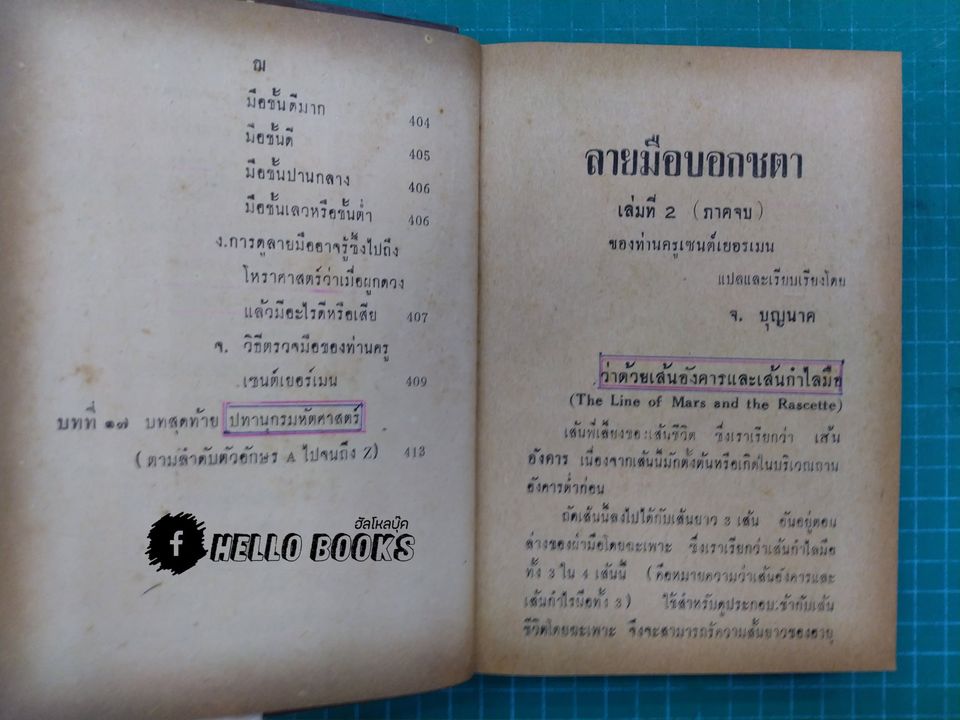 ฌ
มือชั้นดีมาก 404
มือชั้นดี 405
มือชั้นปานกลาง 406
มือชั้นเลวหรือชั้นต่ำ 406
ง.การดูลายมืออาจรู้ซึ้งไปถึง
โหราศาสตร์ว่าเมื่อผูกดวง
แล้วมีอะไรดีหรือเสีย 407
จ. วิธีตรวจมือของท่านครู
เซนต์เยอร์เมน 409
บทที่ ๑๗ บทสุดท้าย ปทานุกรมหัตศาสตร์
(ตามลำดับตัวอักษร A ไปจนถึง Z) 413
ฮัลโหลบุ๊ค
f HELLO BOOKS
ลายมือบอกชตา
เล่มที่ 2 (ภาคจบ)
ของท่านครูเซนต์เยอรเมน
แปลและเรียบเรียงโดย
จ. บุญนาค
ว่าด้วยเส้นอังคารและเส้นกำไลมือ
(The Line of Mars and the Rascette)
เส้นพี่เลี้ยงของเส้นชีวิต ซึ่งเราเรียกว่า เส้น
อังคาร เนื่องจากเส้นนี้มักตั้งต้นหรือเกิดในบริเวณฐาน
อังคารต่ำก่อน
ถัดเส้นนี้ลงไปได้กับเส้นยาว 3 เส้น อันอยู่ตอน
ล่างของฝ่ามือโดยฉะเพาะ ซึ่งเราเรียกว่าเส้นกำไลมือ
ทั้ง 3 ใน 4 เส้นนี้ (คือหมายความว่าเส้นอังคารและ
เส้นกำไรมือทั้ง 3) ใช้สำหรับดูประกอบเข้ากับเส้น
ชีวิตโดยฉะเพาะ จึงจะสามารถรู้ความสั้นยาวของอายุ